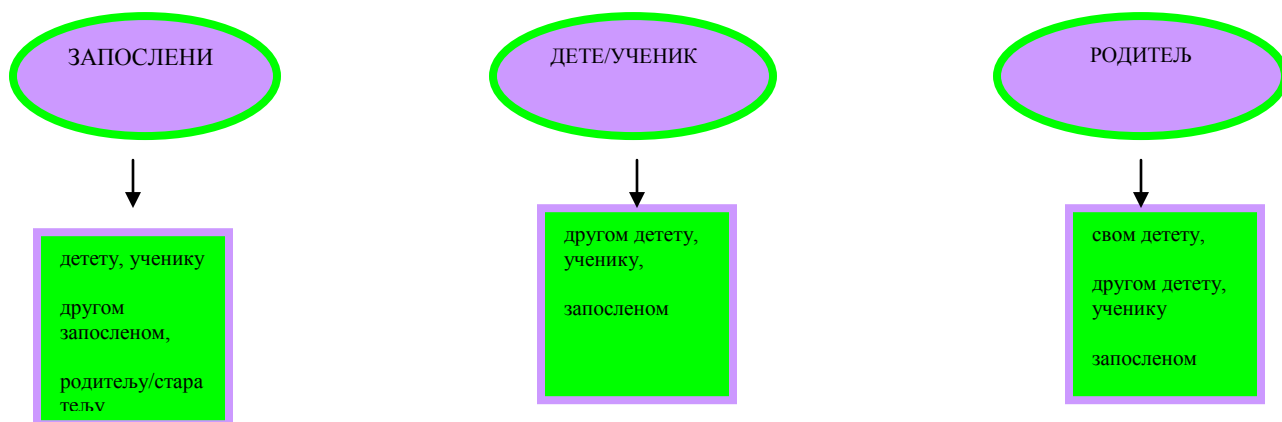 ЗАПОСЛЕНИ
детету, ученику
другом
запосленом,
родитељу/стара
тељу
ДЕТЕ/УЧЕНИК
другом детету,
ученику,
запосленом
РОДИТЕЉ
свом детету,
другом детету,
ученику
запосленом